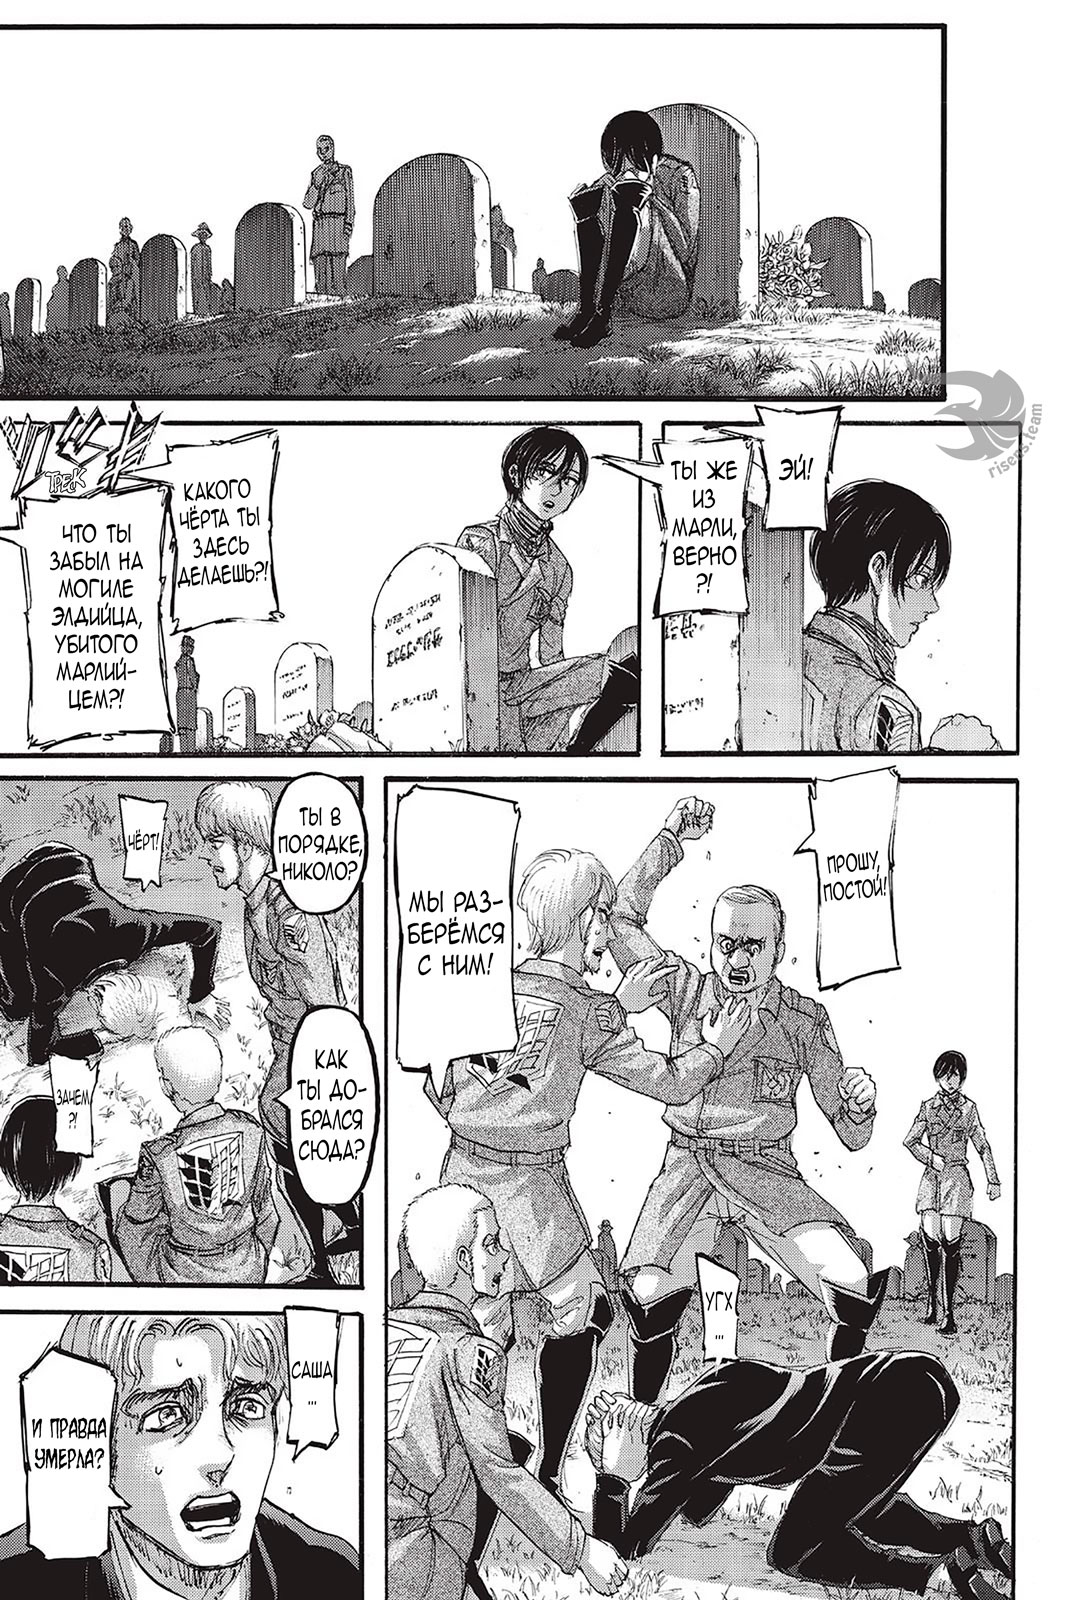 risens.team
ЭЙ!
ТЫ ЖЕ
ИЗ
МАРЛИ,
ВЕРНО
?!
КАКОГО
ЧЁРТА ТЫ
ЗДЕСЬ
ДЕЛАЕШЬ?!
ТРЕСК
ЧТО ТЫ
ЗАБЫЛ НА
МОГИЛЕ
ЭЛДИЙЦА,
УБИТОГО
МАРЛИЙ-
ЦЕМ?!
ПРОШУ,
ПОСТОЙ!
МЫ РАЗ-
БЕРЁМСЯ
С НИМ!
УГХ
...
ТЫ В
ПОРЯДКЕ,
НИКОЛО?
ЧЁРТ!
КАК
ТЫ ДО-
БРАЛСЯ
СЮДА?
ЗАЧЕМ
?!
САША
...
И ПРАВДА
УМЕРЛА?